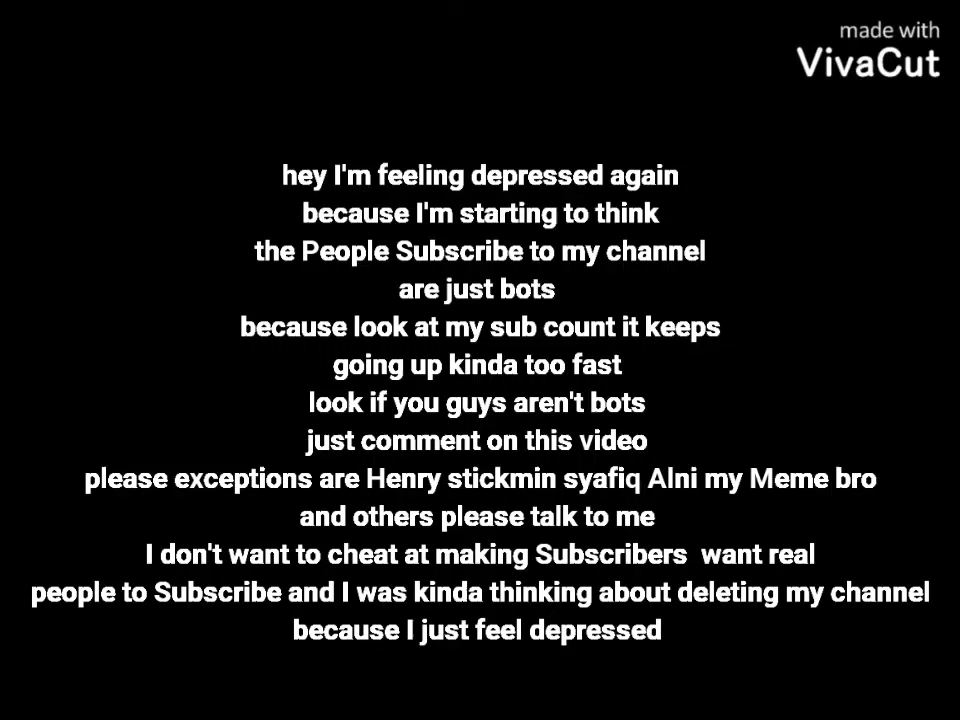 made with
VivaCut
hey I'm feeling depressed again
because I'm starting to think
the People Subscribe to my channel
are just bots
because look at my sub count it keeps
going up kinda too fast
look if you guys aren't bots
just comment on this video
please exceptions are Henry stickmin syafiq Alni my Meme bro
and others please talk to me
I don't want to cheat at making Subscribers  want real
people to Subscribe and I was kinda thinking about deleting my channel
because I just feel depressed